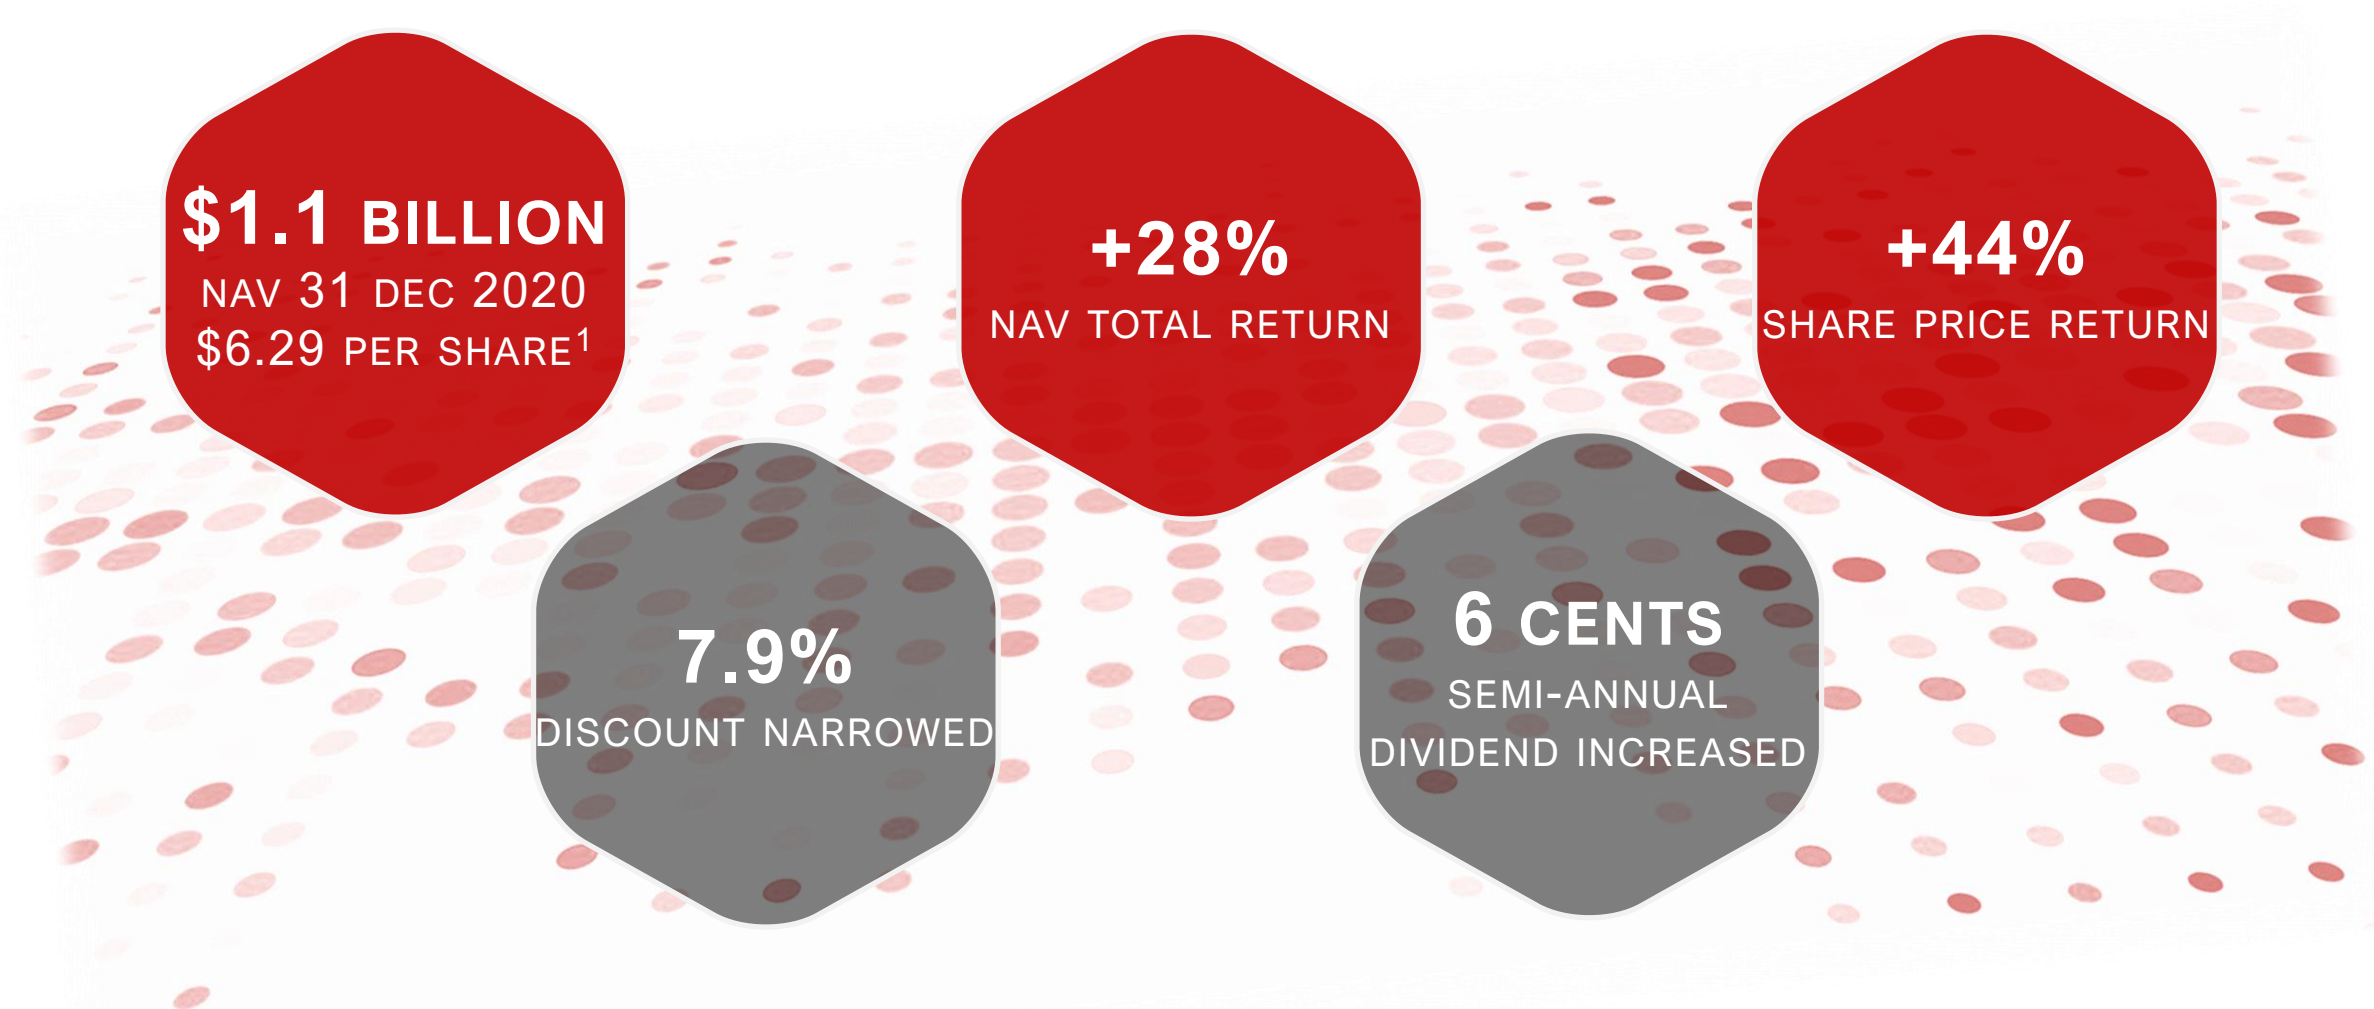 $1.1 BILLION
NAV 31 DEC 2020
$6.29 PER SHARE¹
+28%
NAV TOTAL RETURN
+44%
SHARE PRICE RETURN
7.9%
DISCOUNT NARROWED
6 CENTS
SEMI-ANNUAL
DIVIDEND INCREASED